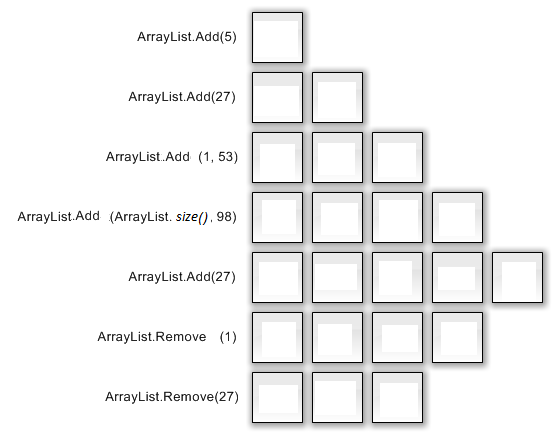 ArrayList.Add(5)
ArrayList.Add(27)
ArrayList.Add (1, 53)
ArrayList.Add .(ArrayList. size(), 98)
ArrayList.Add(27)
ArrayList.Remove (1)
ArrayList.Remove(27)